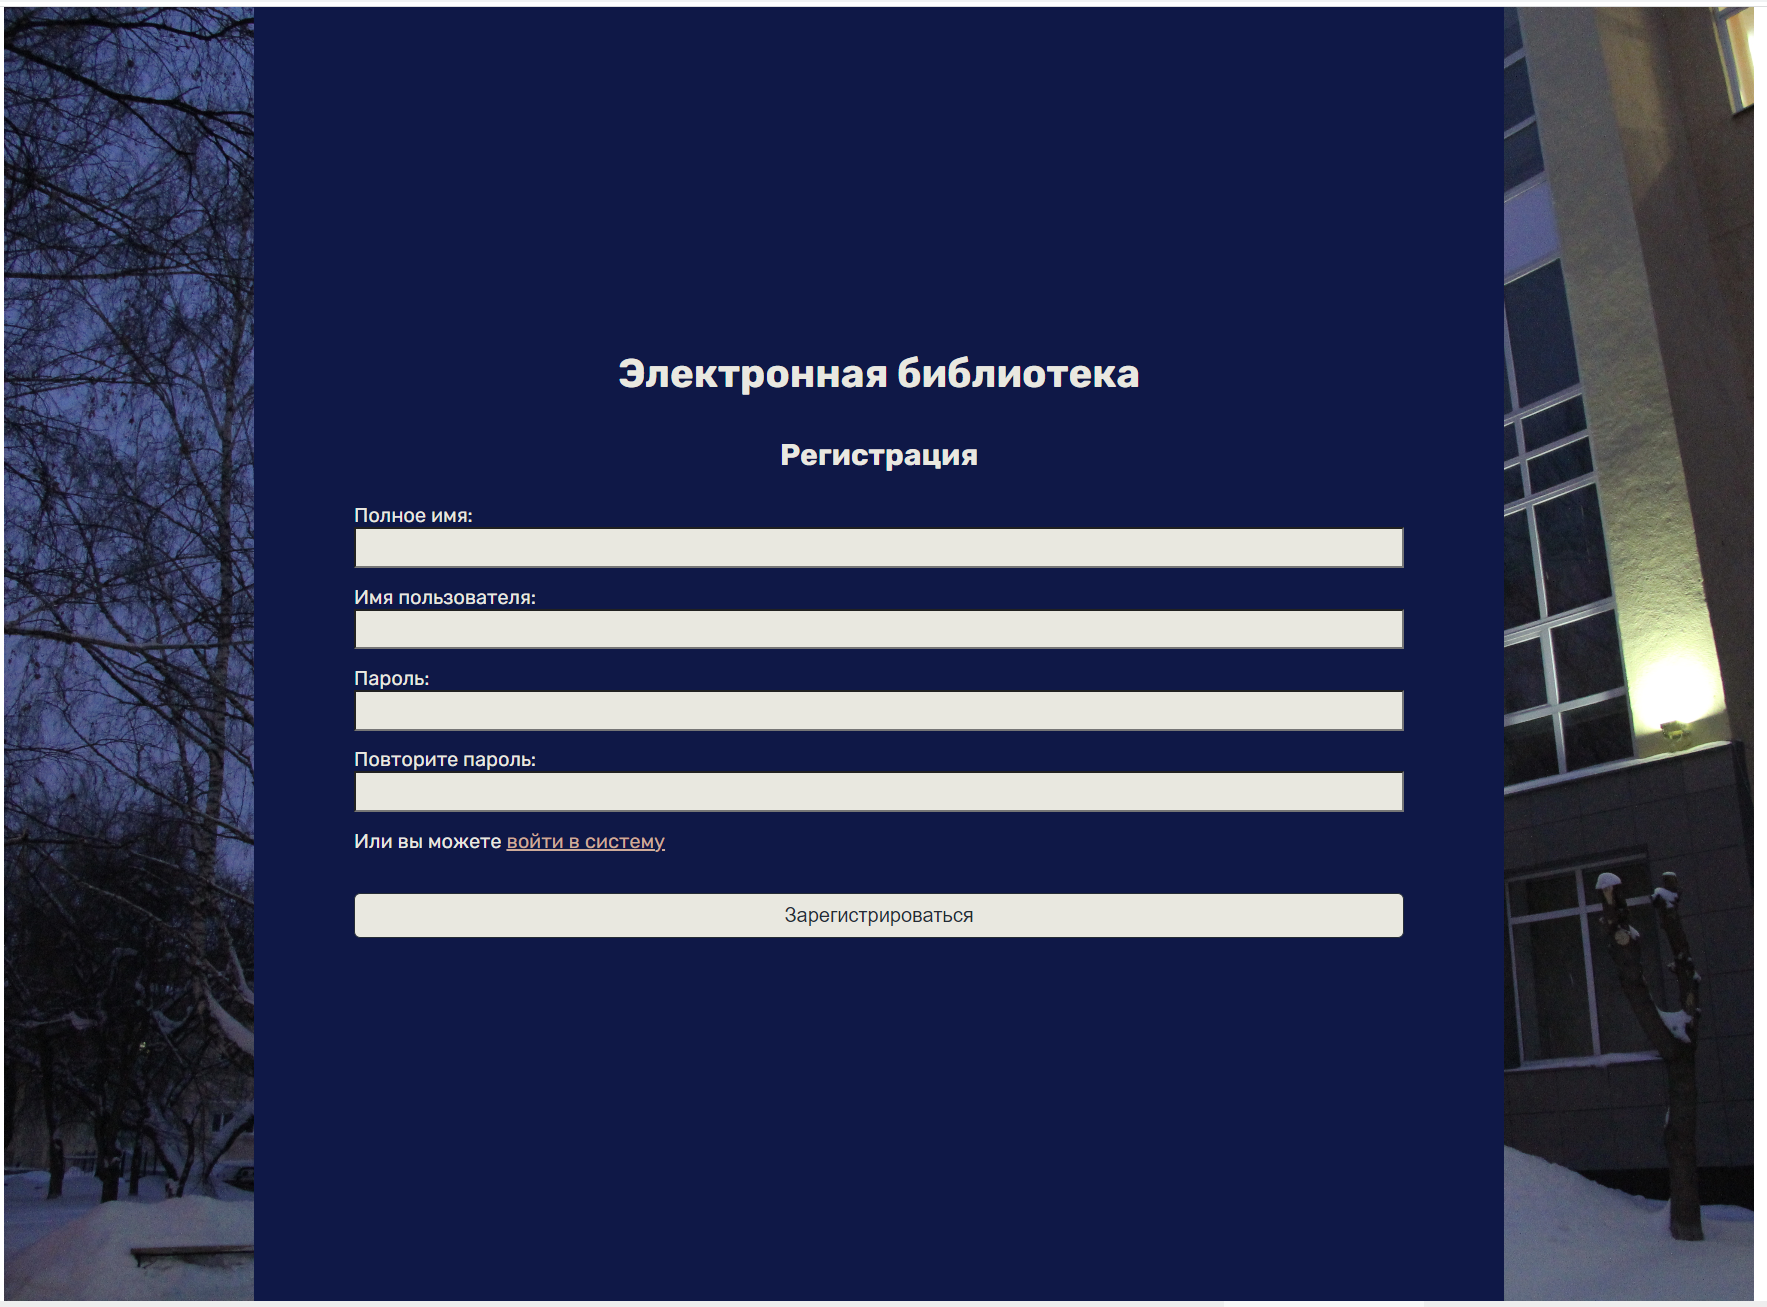 Электронная библиотека
Регистрация
Полное имя:
Имя пользователя:
Пароль:
Повторите пароль:
Или вы можете войти в систему
Зарегистрироваться